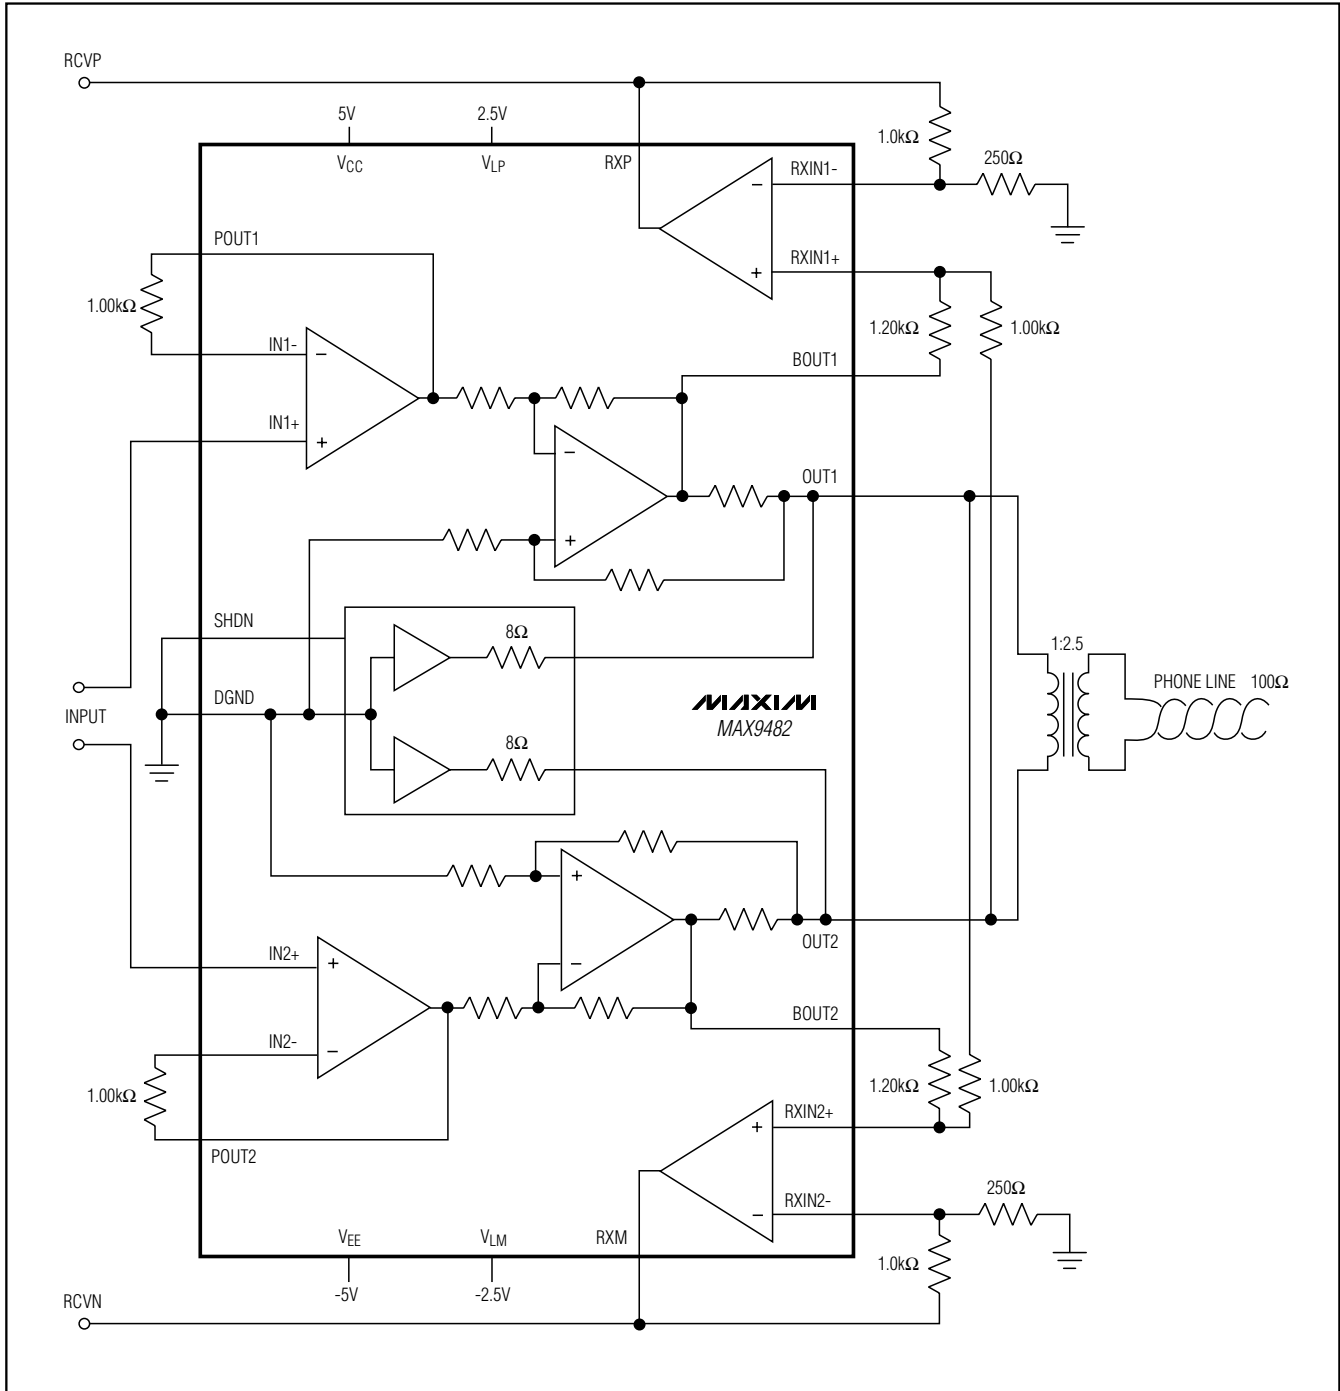 RCVP
5V
2.5V
1.0kΩ
VCC
VLP
RXP
RXIN1-
250Ω
−
POUT1
RXIN1+
+
1.00kΩ
1.20kΩ
1.00kΩ
IN1-
−
BOUT1
IN1+
+
−
OUT1
+
SHDN
8Ω
1:2.5
DGND
PHONE LINE 100Ω
INPUT
MAXIM
MAX9482
8Ω
+
OUT2
IN2+
+
−
BOUT2
IN2-
−
1.00kΩ
1.20kΩ
1.00kΩ
RXIN2+
+
POUT2
250Ω
RXIN2-
−
VEE
VLM
RXM
1.0kΩ
-5V
-2.5V
RCVN